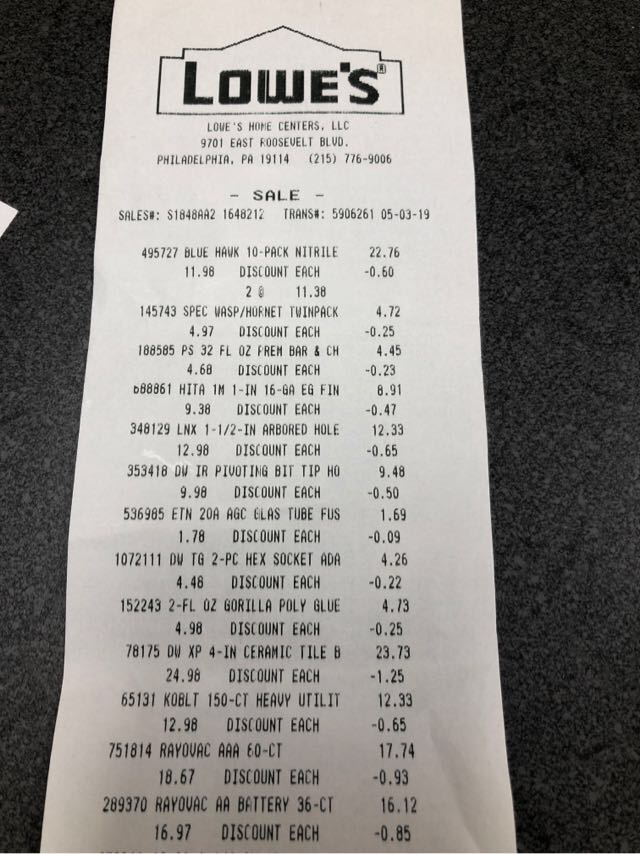 LOWE'S®
LOWE'S HOME CENTERS, LLC
9701 EAST ROOSEVELT BLVD.
PHILADELPHIA, PA 19114 (215) 776-9006
- SALE -
SALES#: S1848AA2 1648212 TRANS#: 5906261 05-03-19
495727 BLUE HAWK 10-PACK NITRILE 22.76
11.98 DISCOUNT EACH -0.60
2 @ 11.38
145743 SPEC WASP/HORNET TWINPACK 4.72
4.97 DISCOUNT EACH -0.25
188585 PS 32 FL OZ PREM BAR & CH 4.45
4.68 DISCOUNT EACH -0.23
688861 HITA 1M 1-IN 16-GA EG FIN 8.91
9.38 DISCOUNT EACH -0.47
348129 LNX 1-1/2-IN ARBORED HOLE 12.33
12.98 DISCOUNT EACH -0.65
353418 DW IR PIVOTING BIT TIP HO 9.48
9.98 DISCOUNT EACH -0.50
536985 ETN 20A AGC GLAS TUBE FUS 1.69
1.78 DISCOUNT EACH -0.09
1072111 DW TG 2-PC HEX SOCKET ADA 4.26
4.48 DISCOUNT EACH -0.22
152243 2-FL OZ GORILLA POLY GLUE 4.73
4.98 DISCOUNT EACH -0.25
78175 DW XP 4-IN CERAMIC TILE B 23.73
24.98 DISCOUNT EACH -1.25
65131 KOBLT 150-CT HEAVY UTILIT 12.33
12.98 DISCOUNT EACH -0.65
751814 RAYOVAC AAA 60-CT 17.74
18.67 DISCOUNT EACH -0.93
289370 RAYOVAC AA BATTERY 36-CT 16.12
16.97 DISCOUNT EACH -0.85